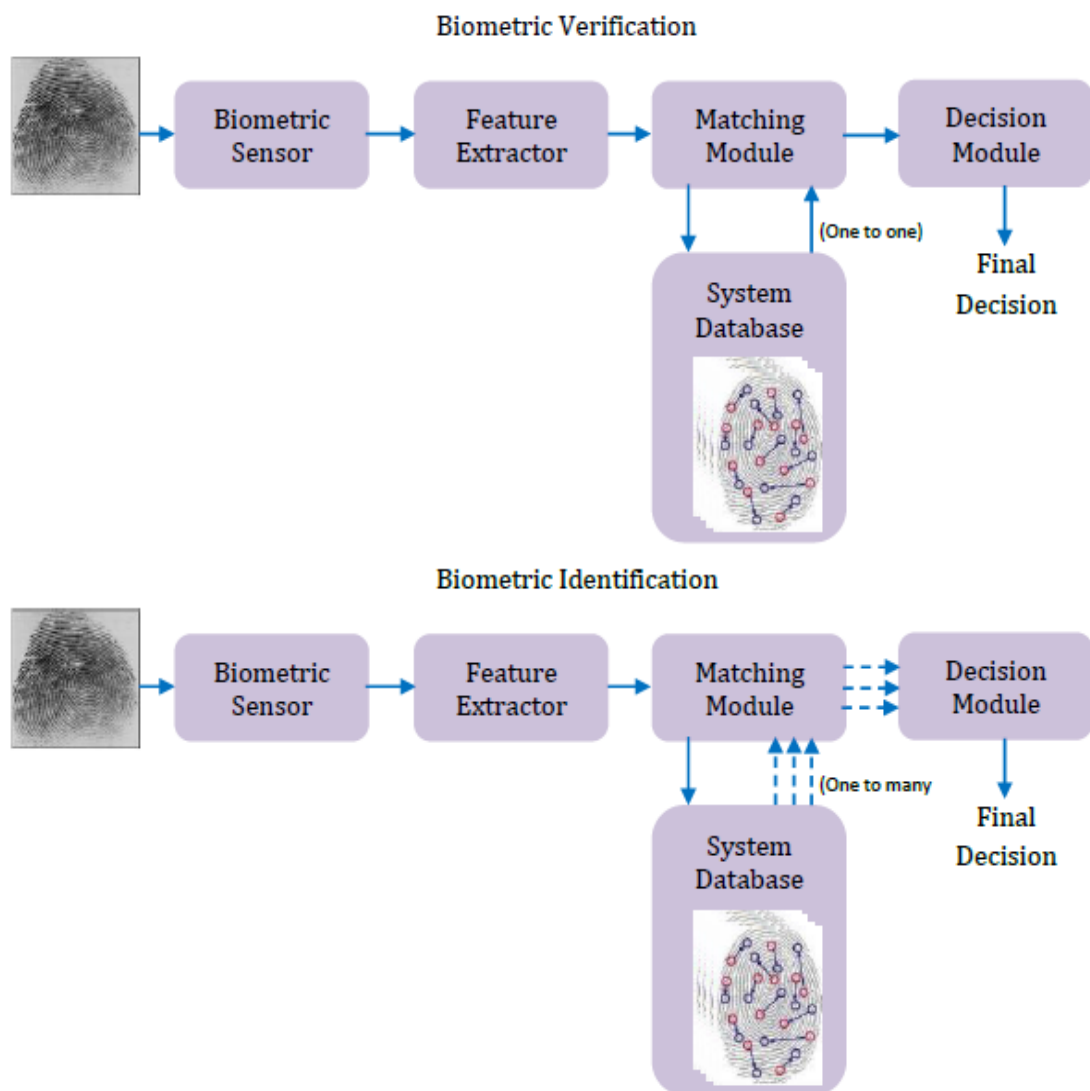 Biometric Verification
Biometric
Sensor
Feature
Extractor
Matching
Module
Decision
Module
(One to one)
Final
Decision
System
Database
Biometric Identification
Biometric
Sensor
Feature
Extractor
Matching
Module
Decision
Module
(One to many
Final
Decision
System
Database